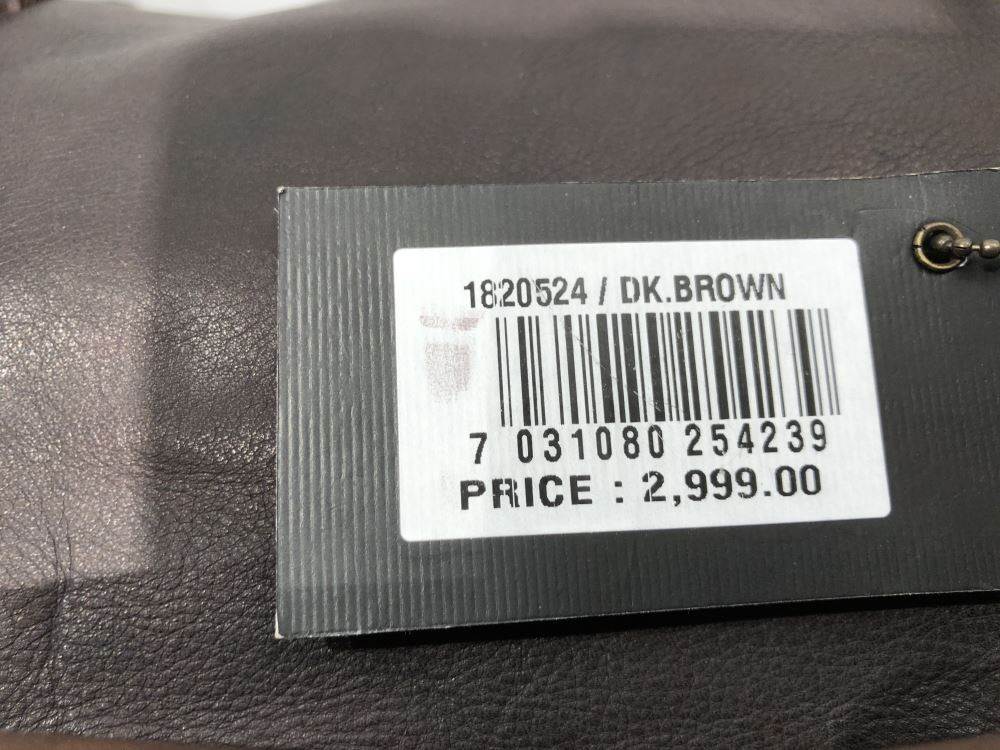 1820524 / DK.BROWN
7 031080 254239
PRICE : 2,999.00